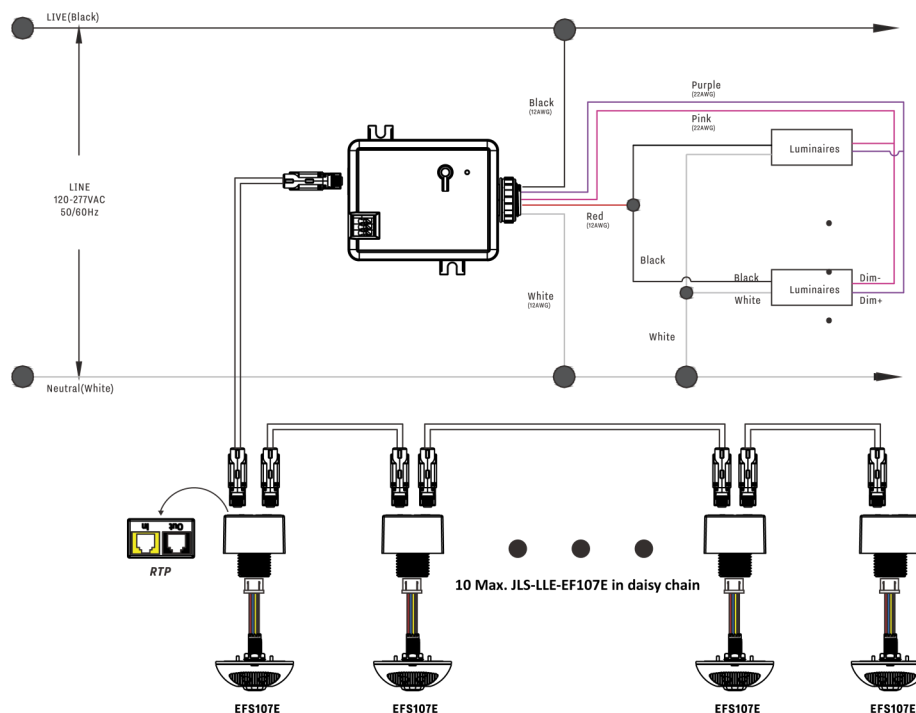 LIVE(Black)
Purple
(22AWG)
Black
(12AWG)
Pink
(22AWG)
Luminaires
LINE
120-277VAC
50/60Hz
Red
(12AWG)
Black
Black
Luminaires
Dim-
White
(12AWG)
White
Dim+
White
Neutral(White)
In
Out
RTP
10 Max. JLS-LLE-EF107E in daisy chain
EFS107E
EFS107E
EFS107E
EFS107E